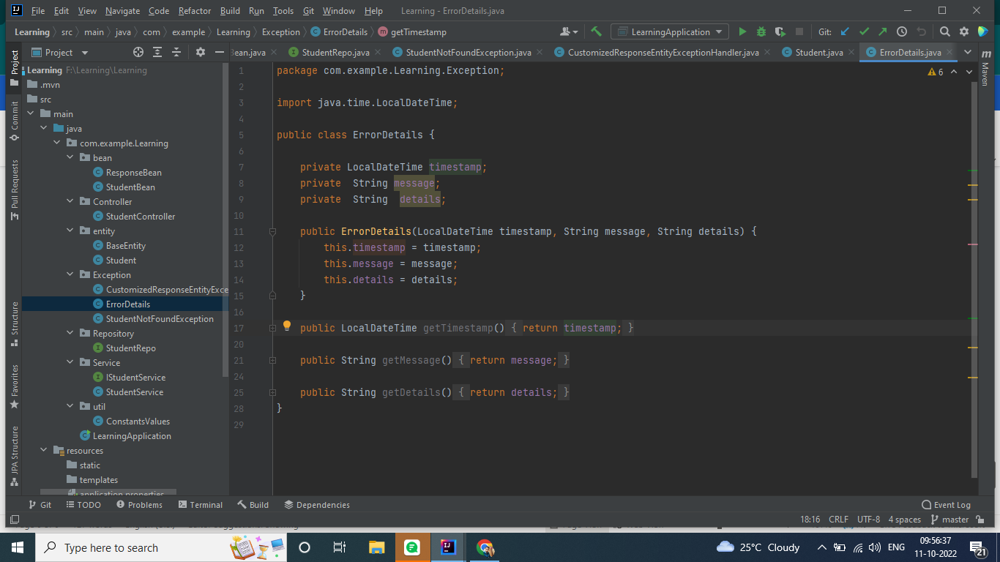 File Edit View Navigate Code Refactor Build Run Tools Git Window Help Learning - ErrorDetails.java
Learning src main java com example Learning Exception ErrorDetails getTimestamp LearningApplication Git:
Project Bean.java StudentRepo.java StudentNotFoundException.java CustomizedResponseEntityExceptionHandler.java Student.java ErrorDetails.java
Project
Commit
Pull Requests
Structure
Favorites
JPA Structure
Maven
Learning F:\Learning\Learning
.mvn
src
main
java
com.example.Learning
bean
ResponseBean
StudentBean
Controller
StudentController
entity
BaseEntity
Student
Exception
CustomizedResponseEntityExce
ErrorDetails
StudentNotFoundException
Repository
StudentRepo
Service
IStudentService
StudentService
util
ConstantsValues
LearningApplication
resources
static
templates
application.properties
6
1 package com.example.Learning.Exception;
2
3 import java.time.LocalDateTime;
4
5 public class ErrorDetails {
6
7 private LocalDateTime timestamp;
8 private String message;
9 private String details;
10
11 public ErrorDetails(LocalDateTime timestamp, String message, String details) {
12 this.timestamp = timestamp;
13 this.message = message;
14 this.details = details;
15 }
16
17 public LocalDateTime getTimestamp() { return timestamp; }
20
21 public String getMessage() { return message; }
24
25 public String getDetails() { return details; }
28 }
29
Git TODO Problems Terminal Build Dependencies Event Log
18:16 CRLF UTF-8 4 spaces master
Type here to search 25°C Cloudy ENG 09:56:37
11-10-2022 21